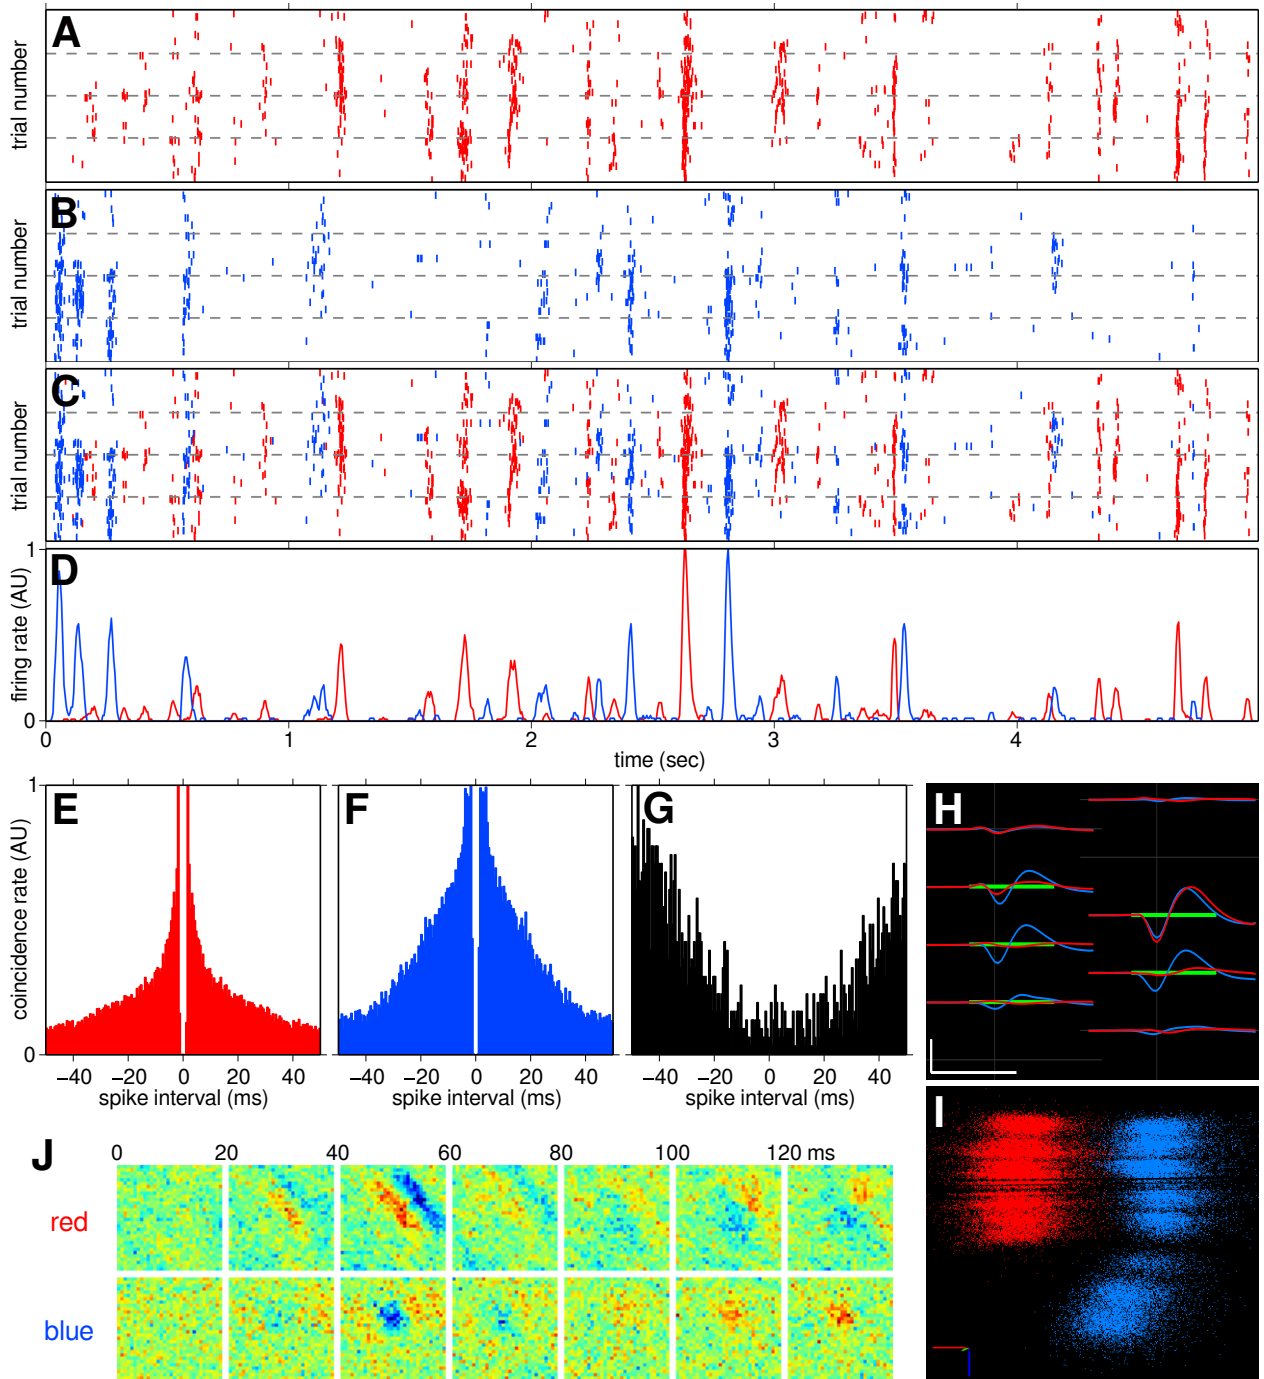 A
trial number
B
trial number
C
trial number
D
1
0
firing rate (AU)
0 1 2 3 4
time (sec)
E F G H
1
0
coincidence rate (AU)
−40 −20 0 20 40 −40 −20 0 20 40 −40 −20 0 20 40
spike interval (ms) spike interval (ms) spike interval (ms)
I
J
0 20 40 60 80 100 120 ms
red
blue